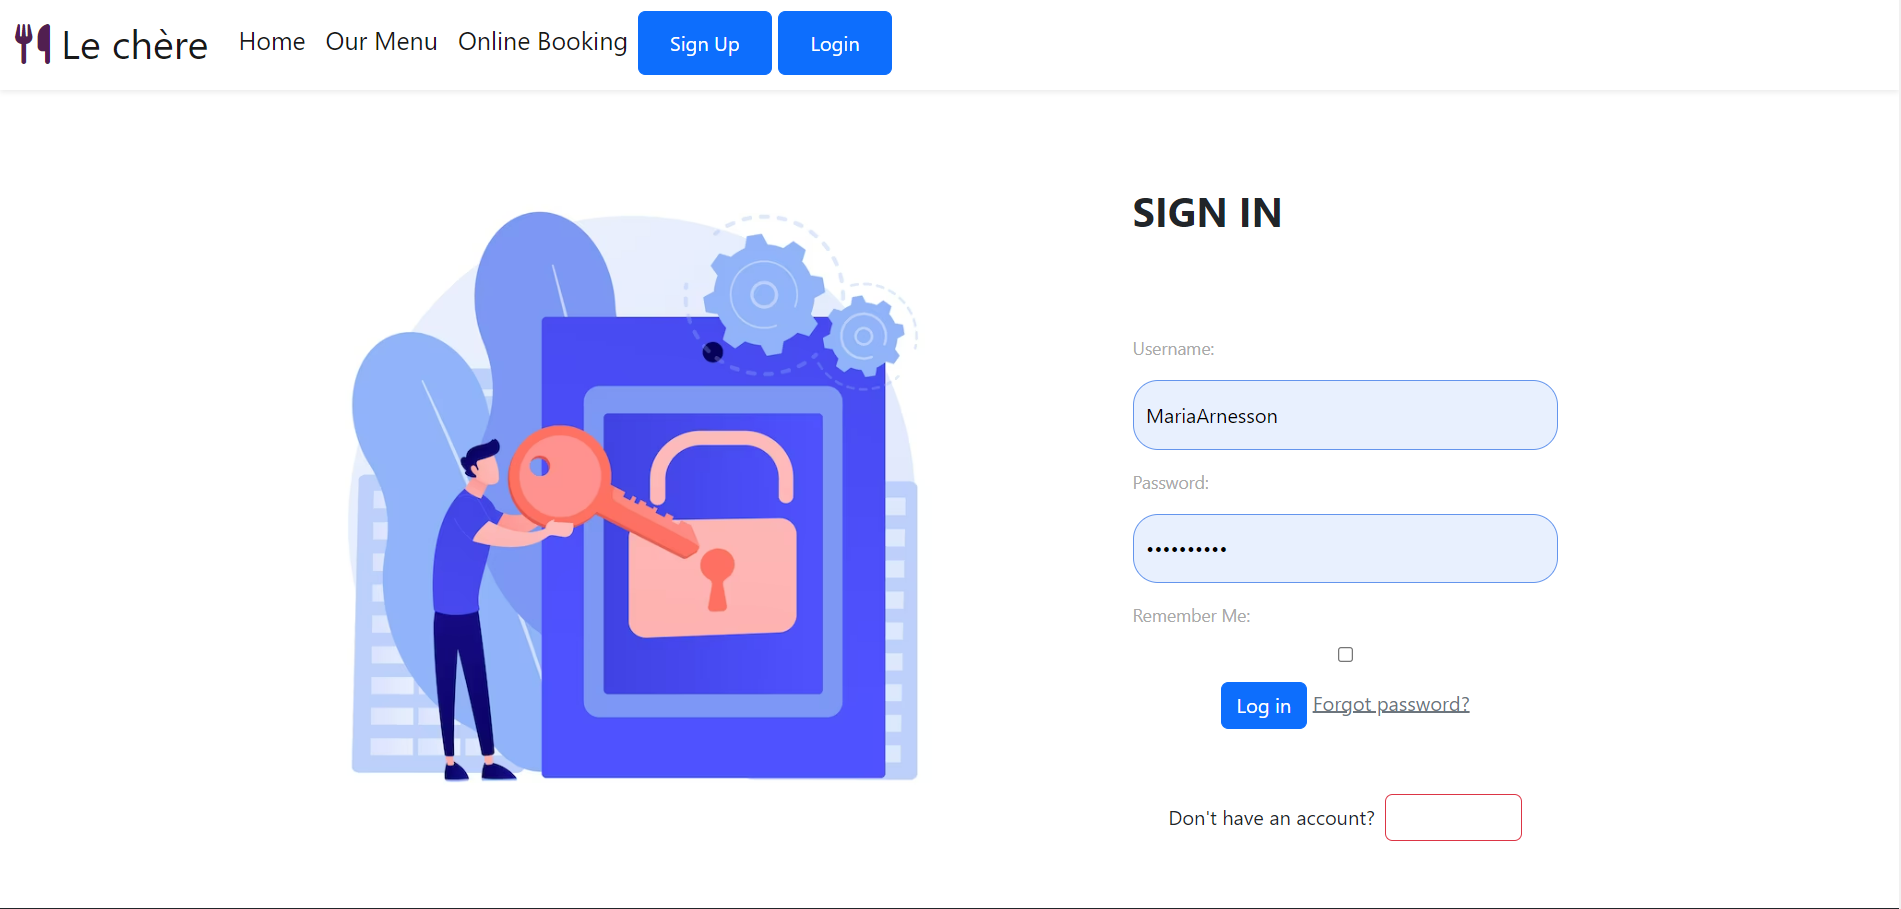 Le chère Home Our Menu Online Booking Sign Up Login
SIGN IN
Username:
MariaArnesson
Password:
••••••••••
Remember Me:
Log in Forgot password?
Don't have an account?